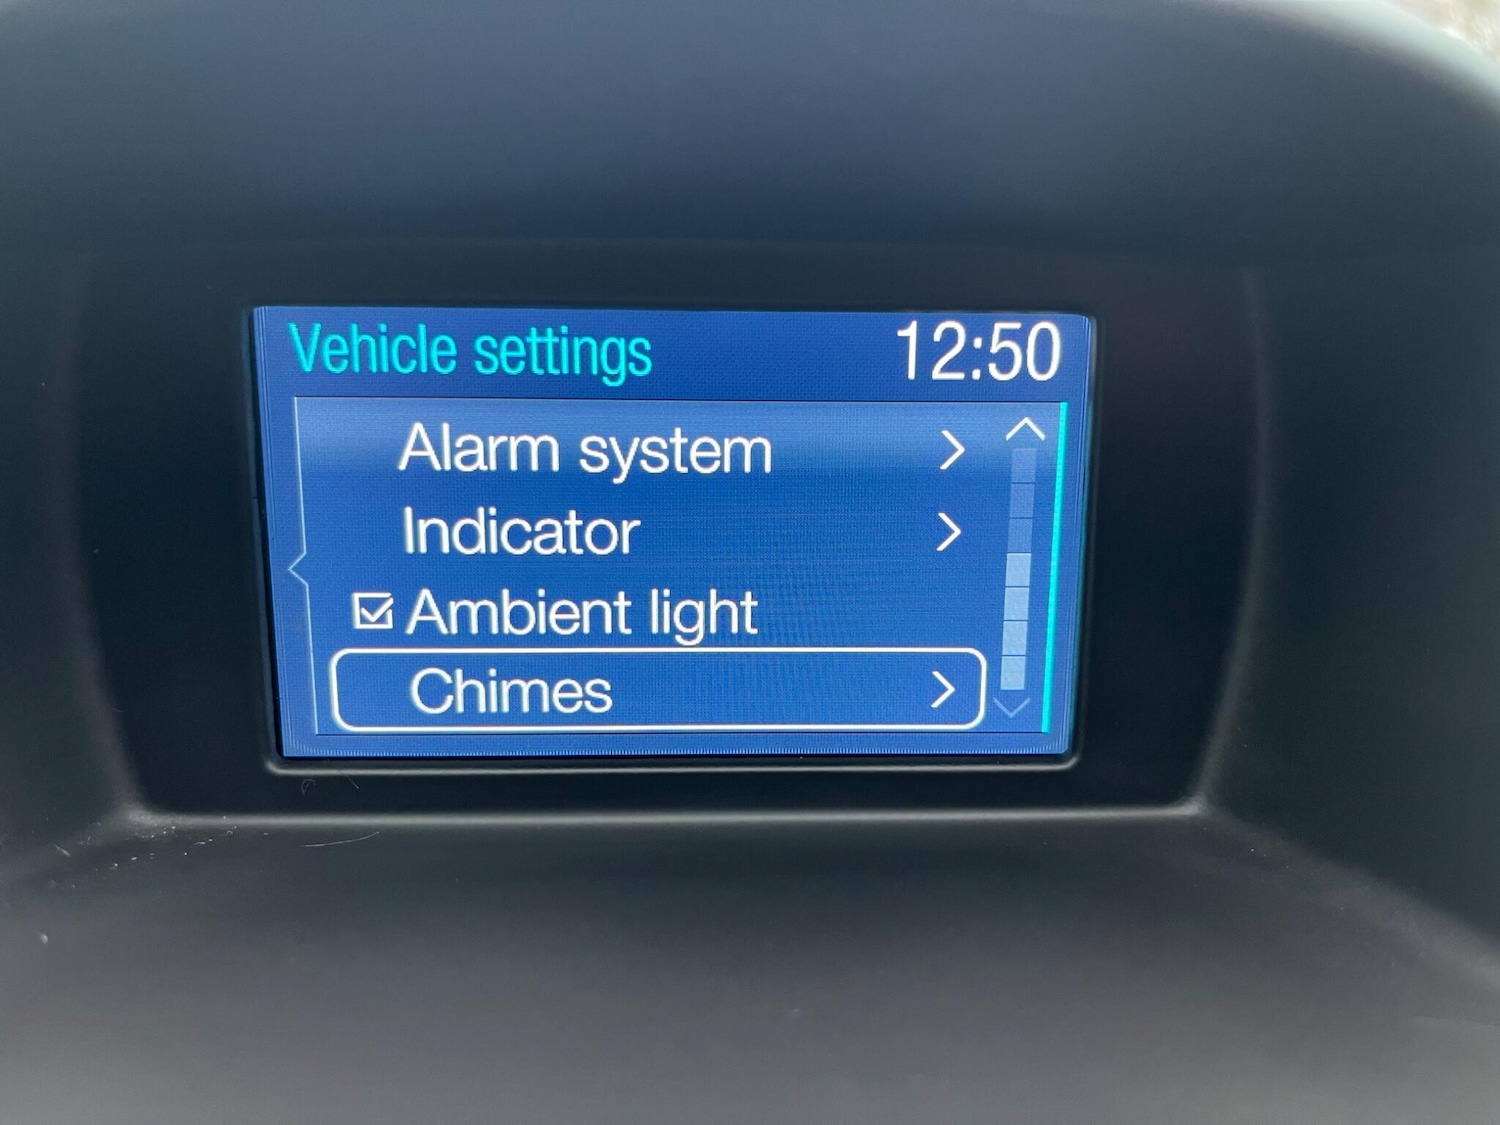 Vehicle settings 12:50
Alarm system
Indicator
Ambient light
Chimes